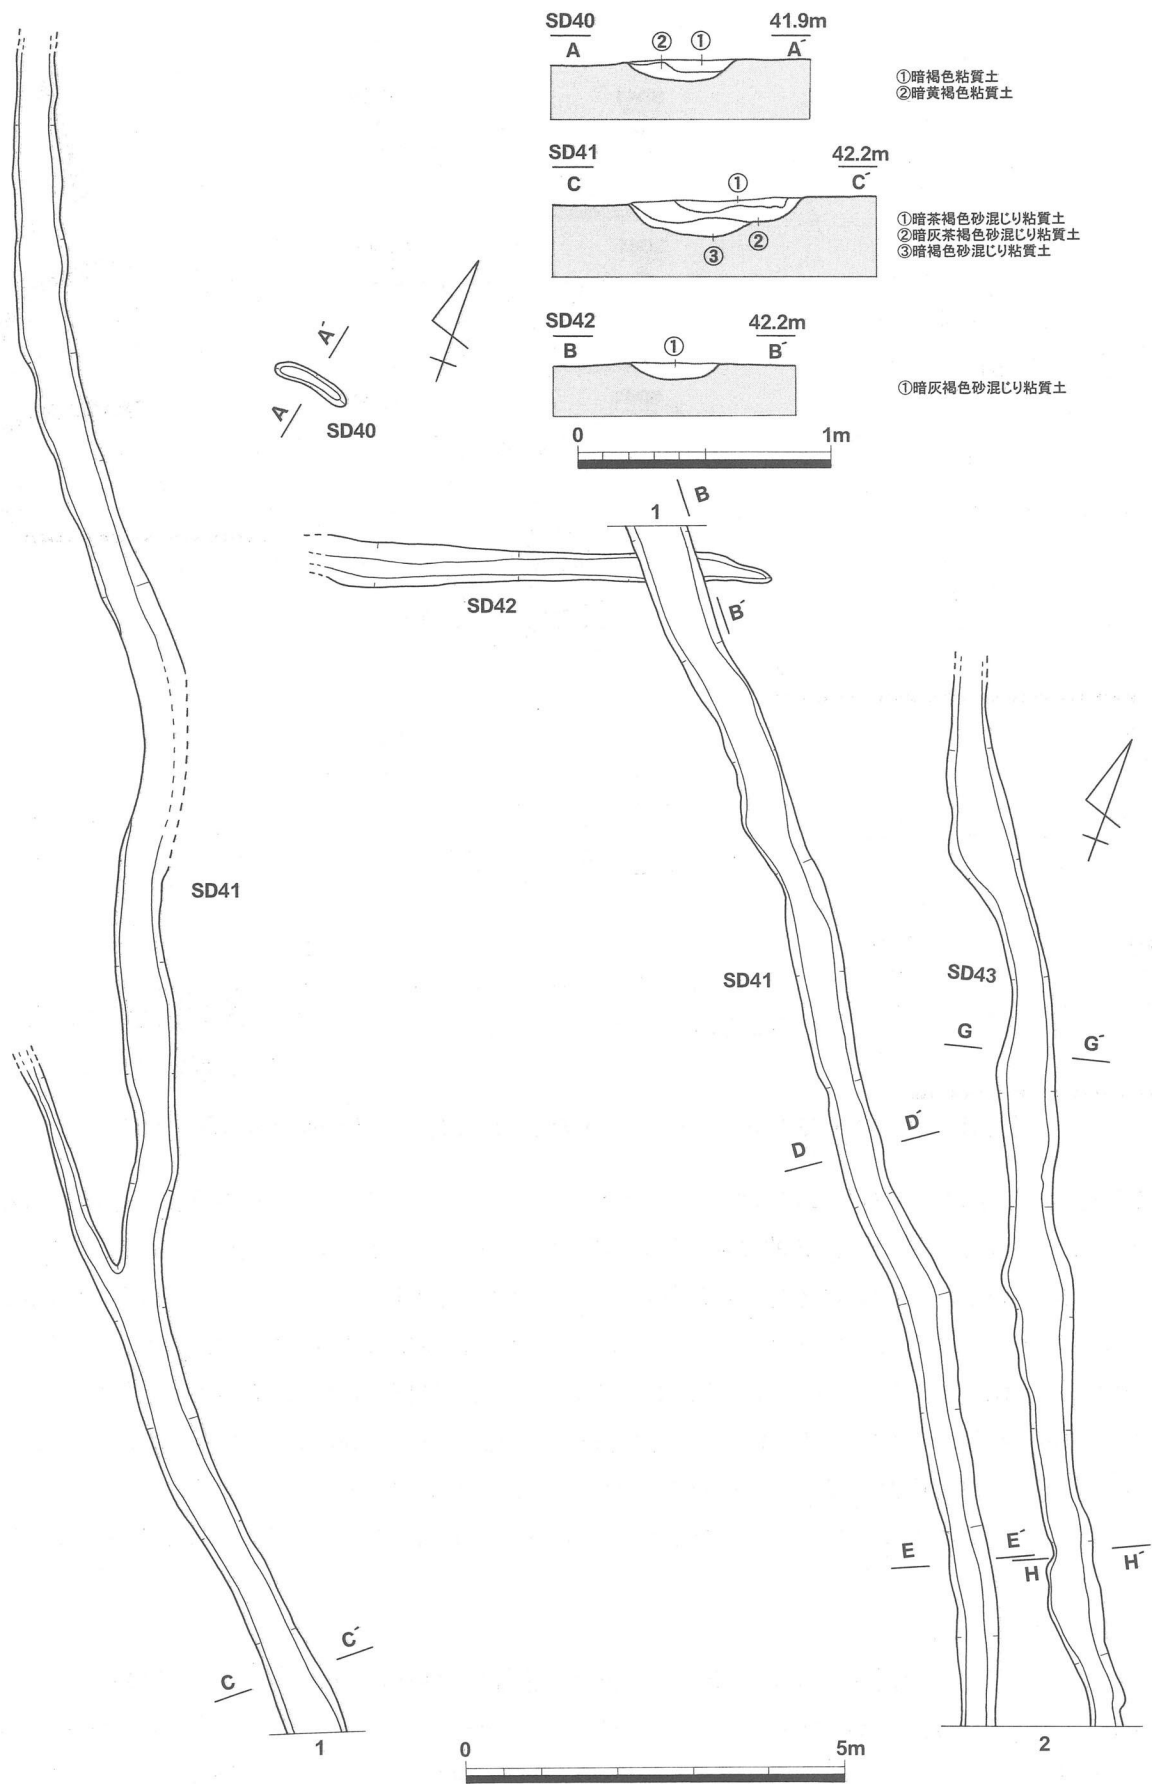 SD40 41.9m
A A´
② ①
①暗褐色粘質土
②暗黄褐色粘質土
SD41 42.2m
C C´
①
② ③
①暗茶褐色砂混じり粘質土
②暗灰茶褐色砂混じり粘質土
③暗褐色砂混じり粘質土
SD42 42.2m
B B´
①
①暗灰褐色砂混じり粘質土
0 1m
A´
A
SD40
B
1
SD42
B´
SD41
SD41
SD43
G G´
D D´
E E´
H H´
C C´
1
2
0 5m